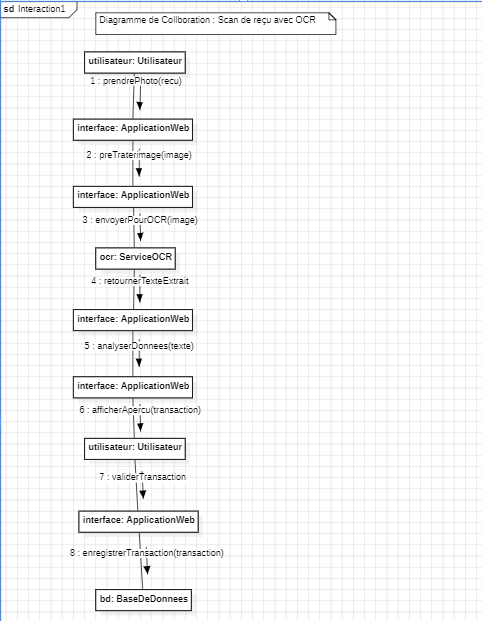 sd Interaction1
Diagramme de Collboration : Scan de reçu avec OCR
utilisateur: Utilisateur
1 : prendrePhoto(recu)
interface: ApplicationWeb
2 : preTraterimage(image)
interface: ApplicationWeb
3 : envoyerPourOCR(image)
ocr: ServiceOCR
4 : retournerTexteExtrait
interface: ApplicationWeb
5 : analyserDonnees(texte)
interface: ApplicationWeb
6 : afficherApercu(transaction)
utilisateur: Utilisateur
7 : validerTransaction
interface: ApplicationWeb
8 : enregistrerTransaction(transaction)
bd: BaseDeDonnees